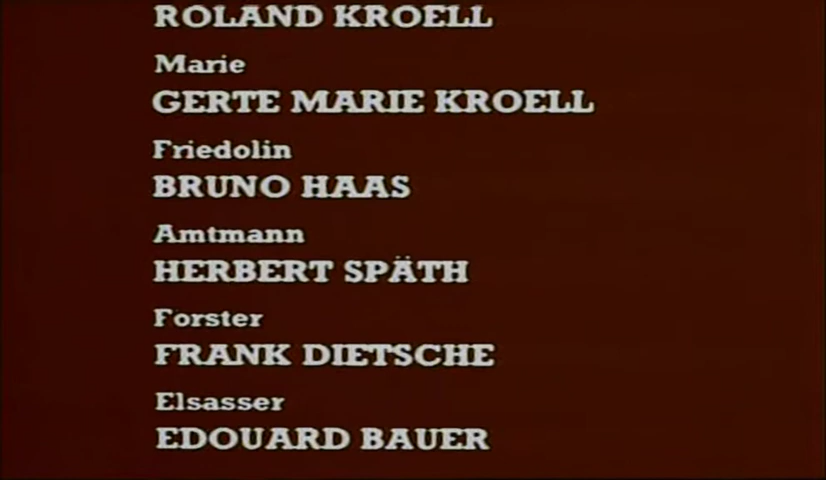 ROLAND KROELL
Marie
GERTE MARIE KROELL
Friedolin
BRUNO HAAS
Amtmann
HERBERT SPÄTH
Forster
FRANK DIETSCHE
Elsasser
EDOUARD BAUER